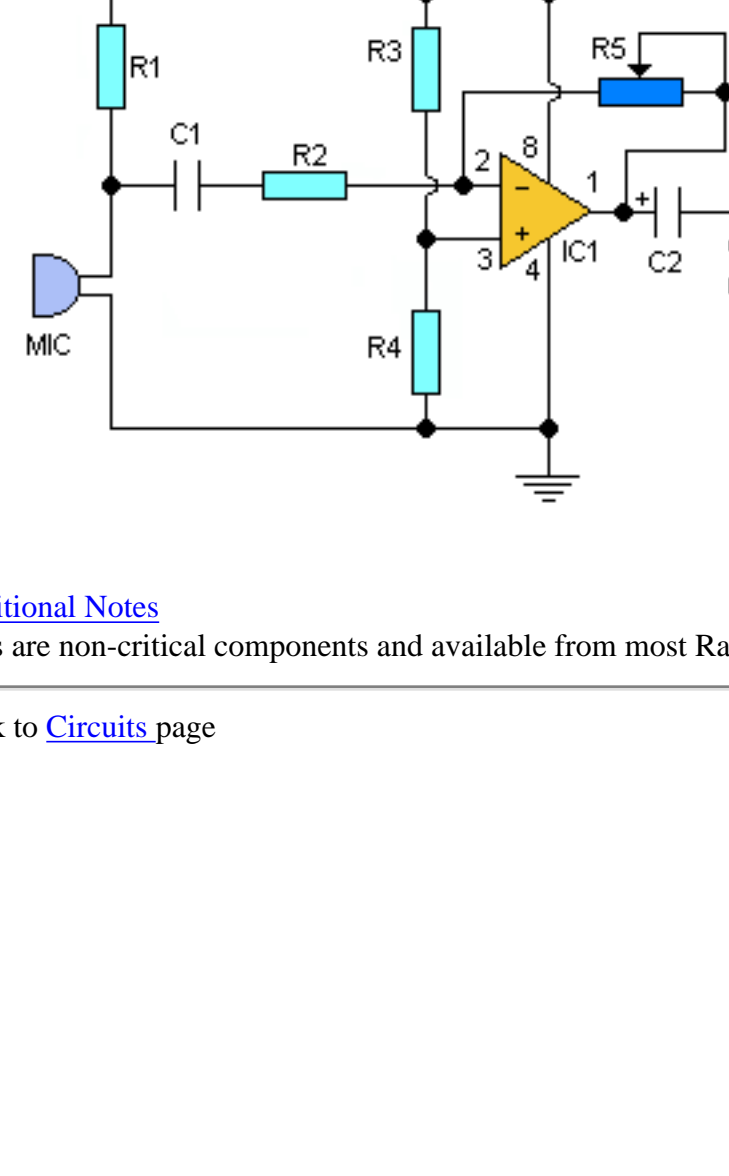 R3
R5
R1
C1
R2
2
8
1
+
−
+
3
4
IC1
C2
MIC
R4
itional Notes
s are non-critical components and available from most Ra
k to Circuits page